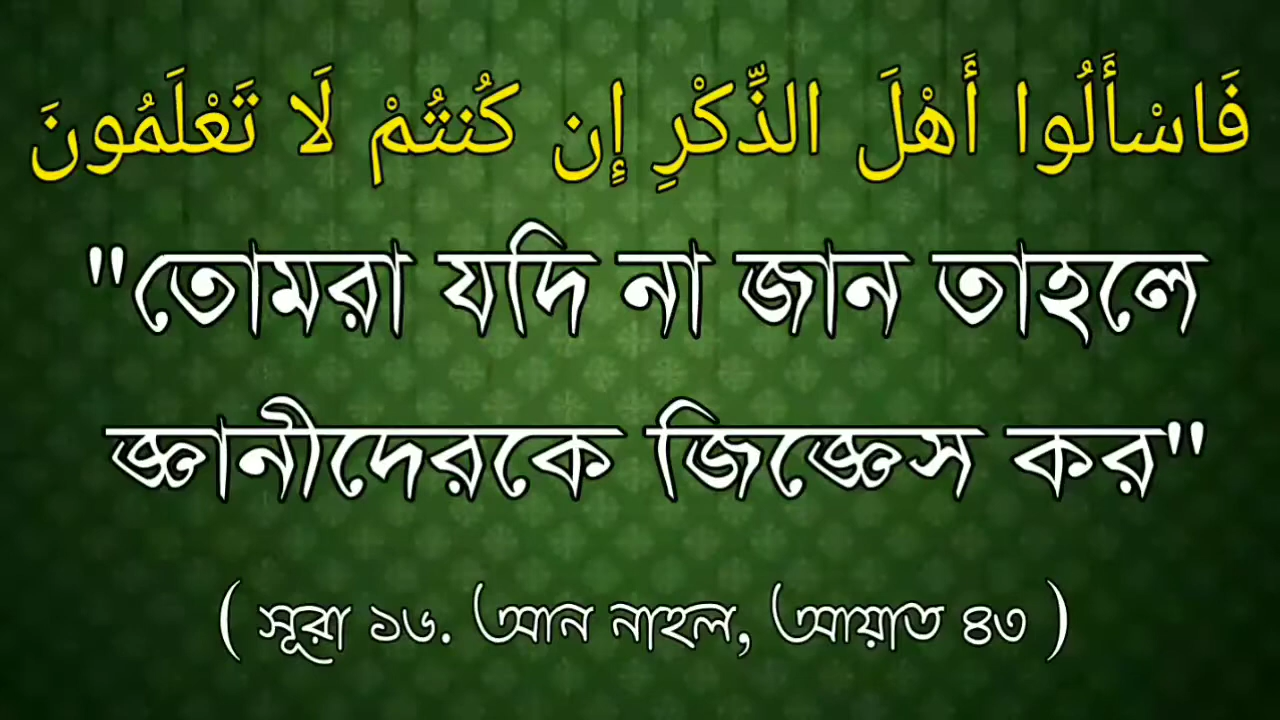 فَاسْأَلُوا أَهْلَ الذِّكْرِ إِن كُنتُمْ لَا تَعْلَمُونَ
"তোমরা যদি না জান তাহলে
জ্ঞানীদেরকে জিজ্ঞেস কর"
( সূরা ১৬. আন নাহল, আয়াত ৪৩ )